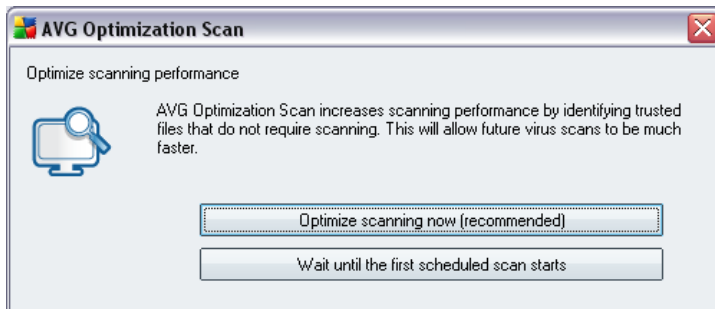 AVG Optimization Scan
Optimize scanning performance
AVG Optimization Scan increases scanning performance by identifying trusted
files that do not require scanning. This will allow future virus scans to be much
faster.
Optimize scanning now (recommended)
Wait until the first scheduled scan starts